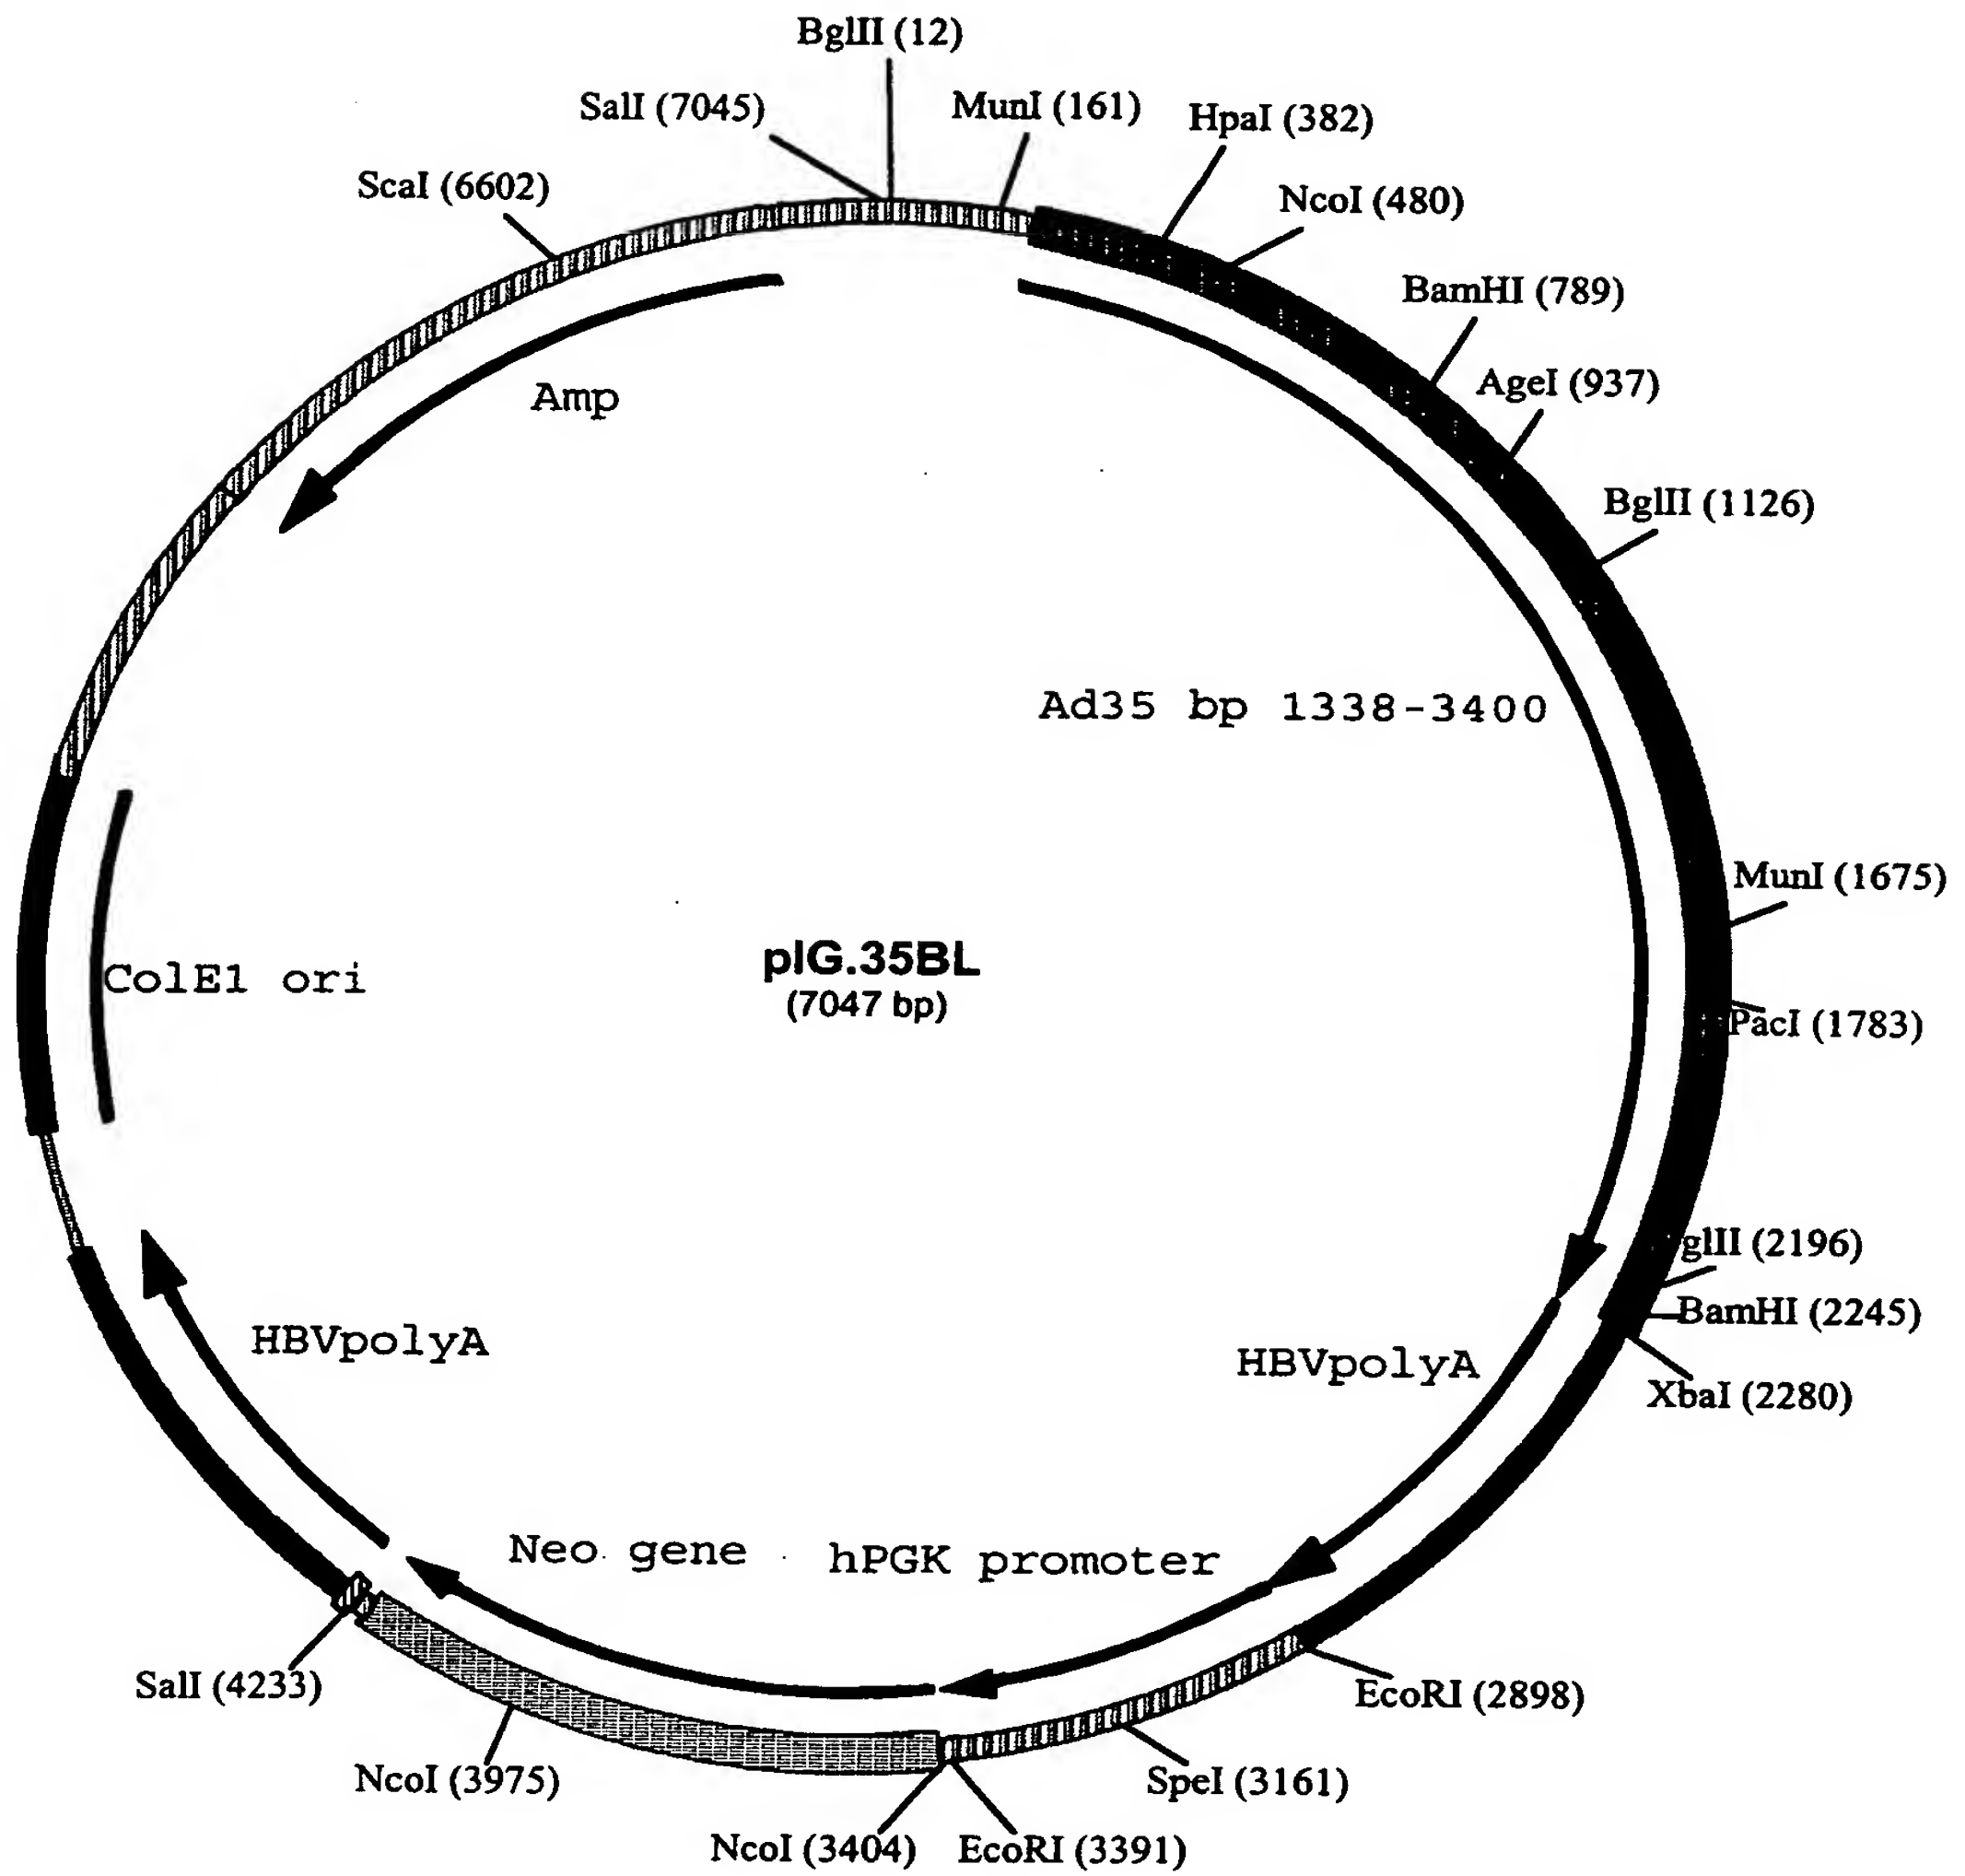 BglII (12)
SalI (7045)
MunI (161)
HpaI (382)
ScaI (6602)
NcoI (480)
BamHI (789)
AgeI (937)
Amp
BglII (1126)
Ad35 bp 1338-3400
MunI (1675)
pIG.35BL
(7047 bp)
ColE1 ori
PacI (1783)
glII (2196)
BamHI (2245)
HBVpolyA
HBVpolyA
XbaI (2280)
Neo gene
hPGK promoter
SalI (4233)
EcoRI (2898)
NcoI (3975)
SpeI (3161)
NcoI (3404)
EcoRI (3391)